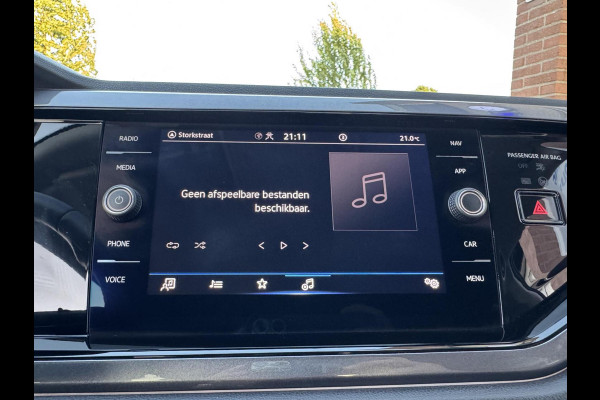 RADIO
MEDIA
PHONE
VOICE
Storkstraat
21:11
21.0°C
Geen afspeelbare bestanden
beschikbaar.
NAV
APP
CAR
MENU
PASSENGER AIR BAG
OFF